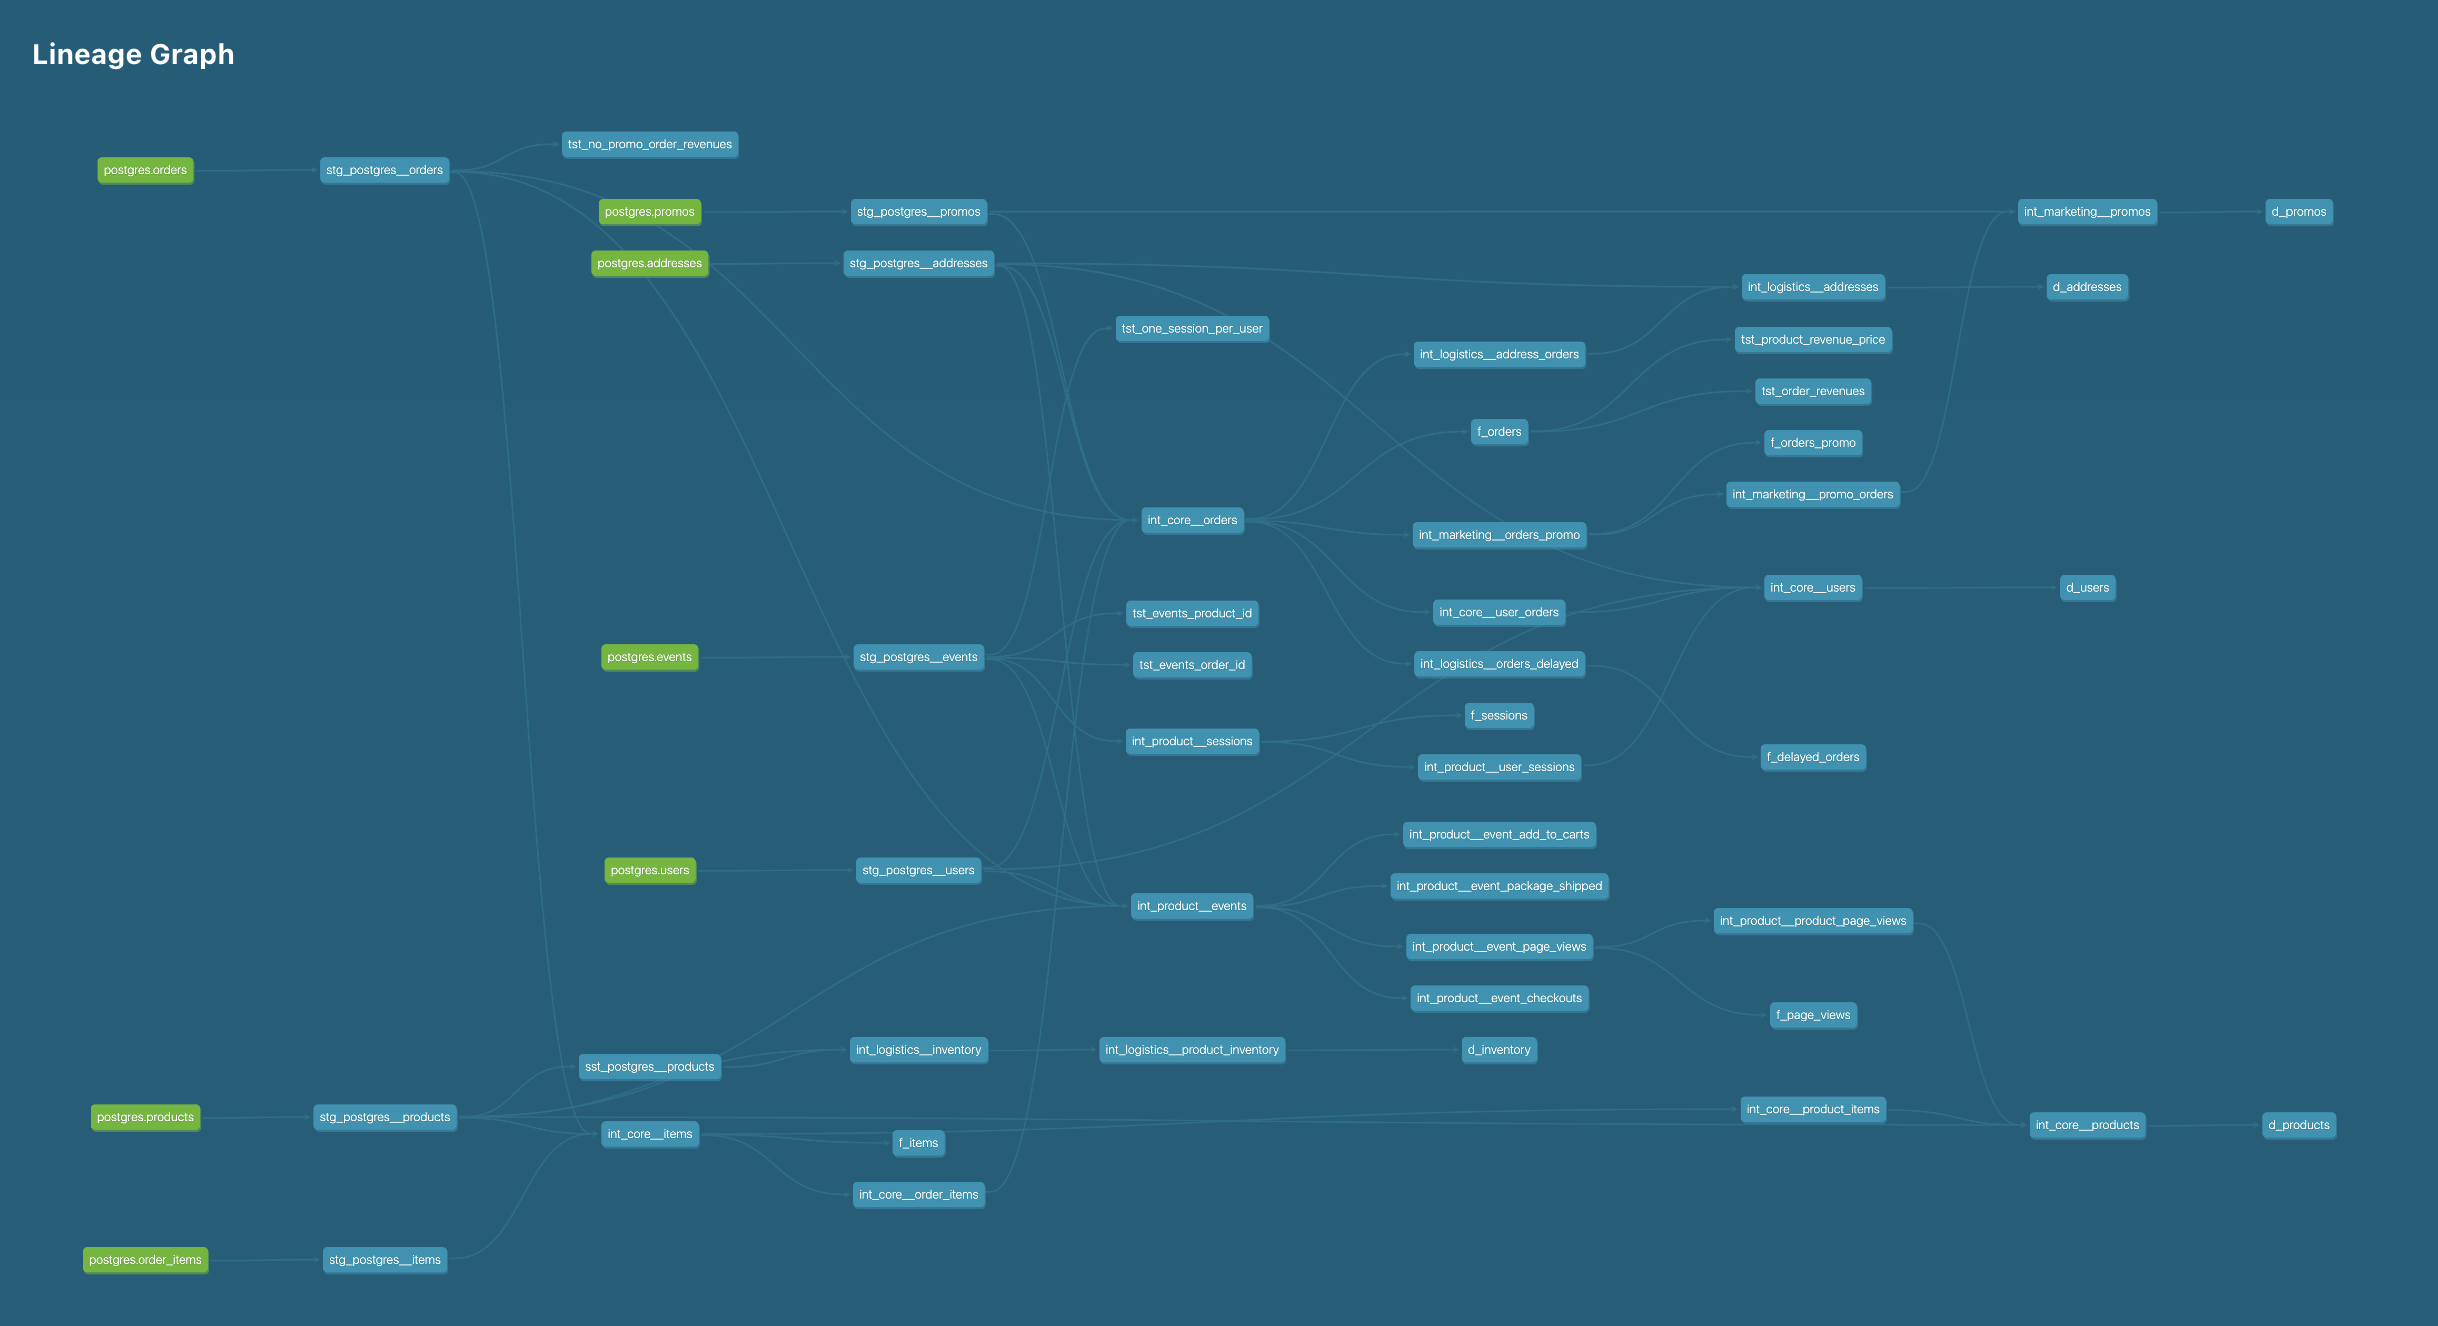 Lineage Graph
tst_no_promo_order_revenues
postgres.orders
stg_postgres__orders
postgres.promos
stg_postgres__promos
int_marketing__promos
d_promos
postgres.addresses
stg_postgres__addresses
int_logistics__addresses
d_addresses
tst_one_session_per_user
tst_product_revenue_price
int_logistics__address_orders
tst_order_revenues
f_orders
f_orders_promo
int_marketing__promo_orders
int_core__orders
int_marketing__orders_promo
int_core__users
d_users
tst_events_product_id
int_core__user_orders
postgres.events
stg_postgres__events
tst_events_order_id
int_logistics__orders_delayed
f_sessions
int_product__sessions
f_delayed_orders
int_product__user_sessions
int_product__event_add_to_carts
postgres.users
stg_postgres__users
int_product__event_package_shipped
int_product__events
int_product__product_page_views
int_product__event_page_views
int_product__event_checkouts
f_page_views
int_logistics__inventory
int_logistics__product_inventory
d_inventory
sst_postgres__products
int_core__product_items
postgres.products
stg_postgres__products
int_core__products
d_products
int_core__items
f_items
int_core__order_items
postgres.order_items
stg_postgres__items